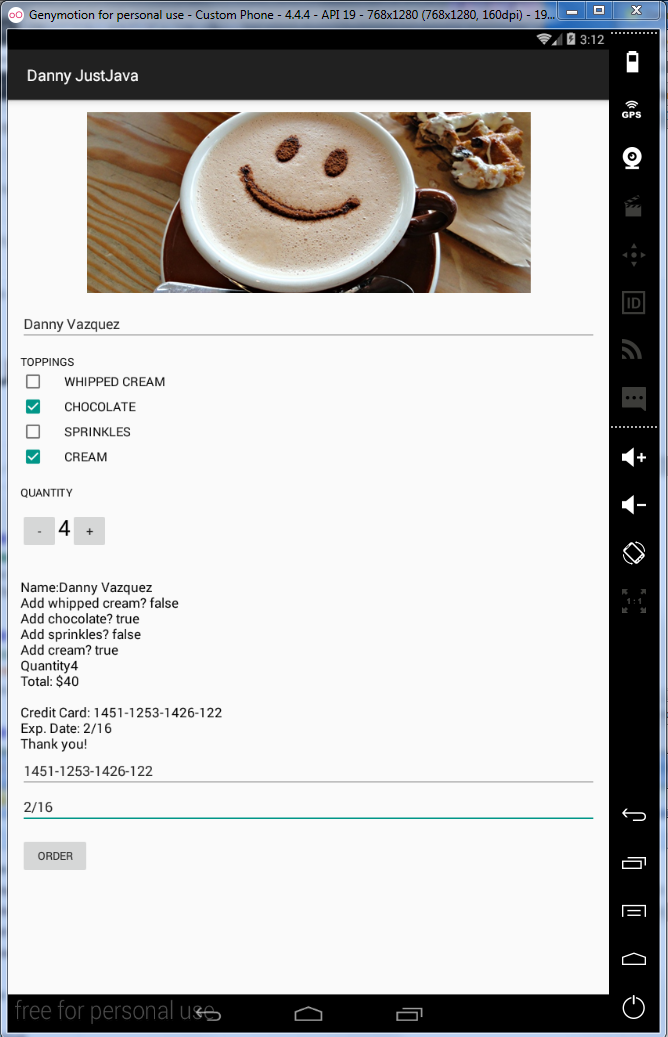 Genymotion for personal use - Custom Phone - 4.4.4 - API 19 - 768x1280 (768x1280, 160dpi) - 19...
3:12
Danny JustJava
GPS
Danny Vazquez
TOPPINGS
WHIPPED CREAM
CHOCOLATE
SPRINKLES
CREAM
ID
QUANTITY
- 4 +
1:1
Name:Danny Vazquez
Add whipped cream? false
Add chocolate? true
Add sprinkles? false
Add cream? true
Quantity4
Total: $40
Credit Card: 1451-1253-1426-122
Exp. Date: 2/16
Thank you!
1451-1253-1426-122
2/16
ORDER
free for personal use